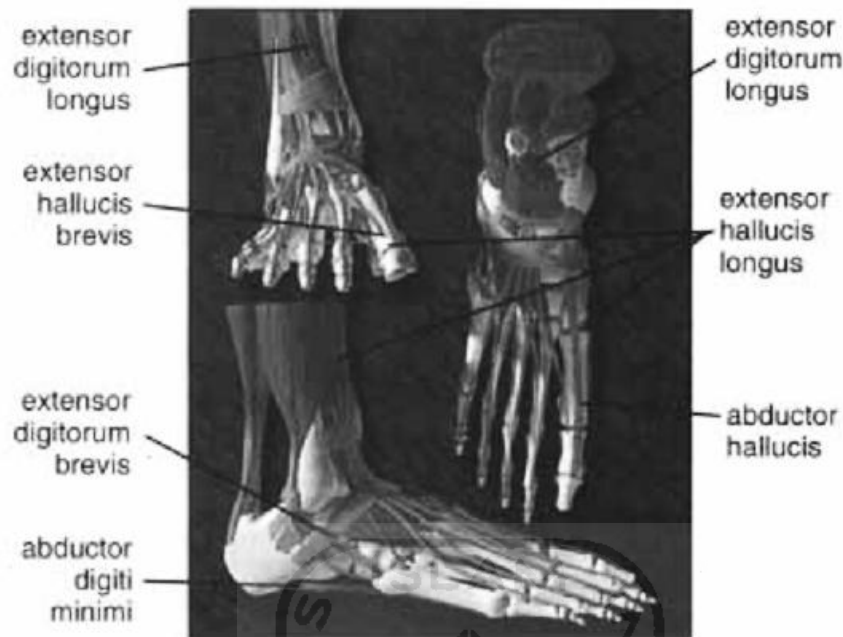 extensor
digitorum
longus
extensor
hallucis
brevis
extensor
digitorum
brevis
abductor
digiti
minimi
extensor
digitorum
longus
extensor
hallucis
longus
abductor
hallucis